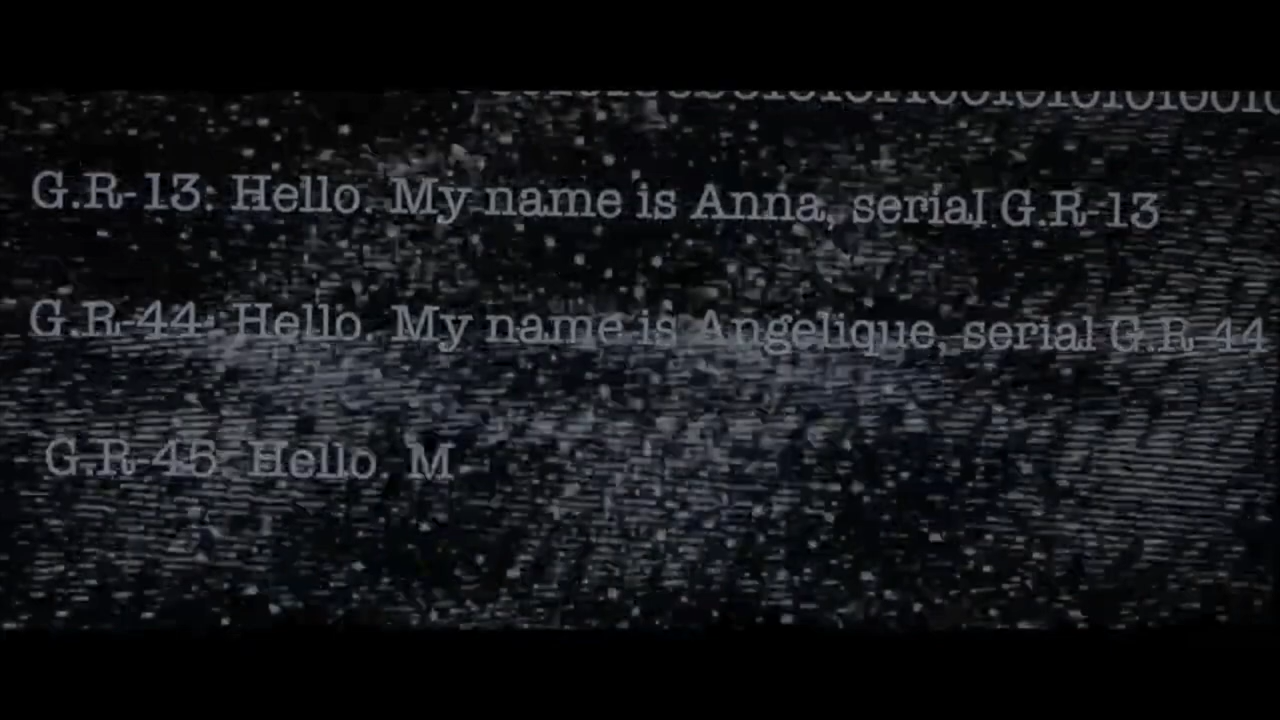 G.R-13: Hello. My name is Anna, serial G.R-13
G.R-44: Hello. My name is Angelique, serial G.R-44
G.R-45: Hello. M